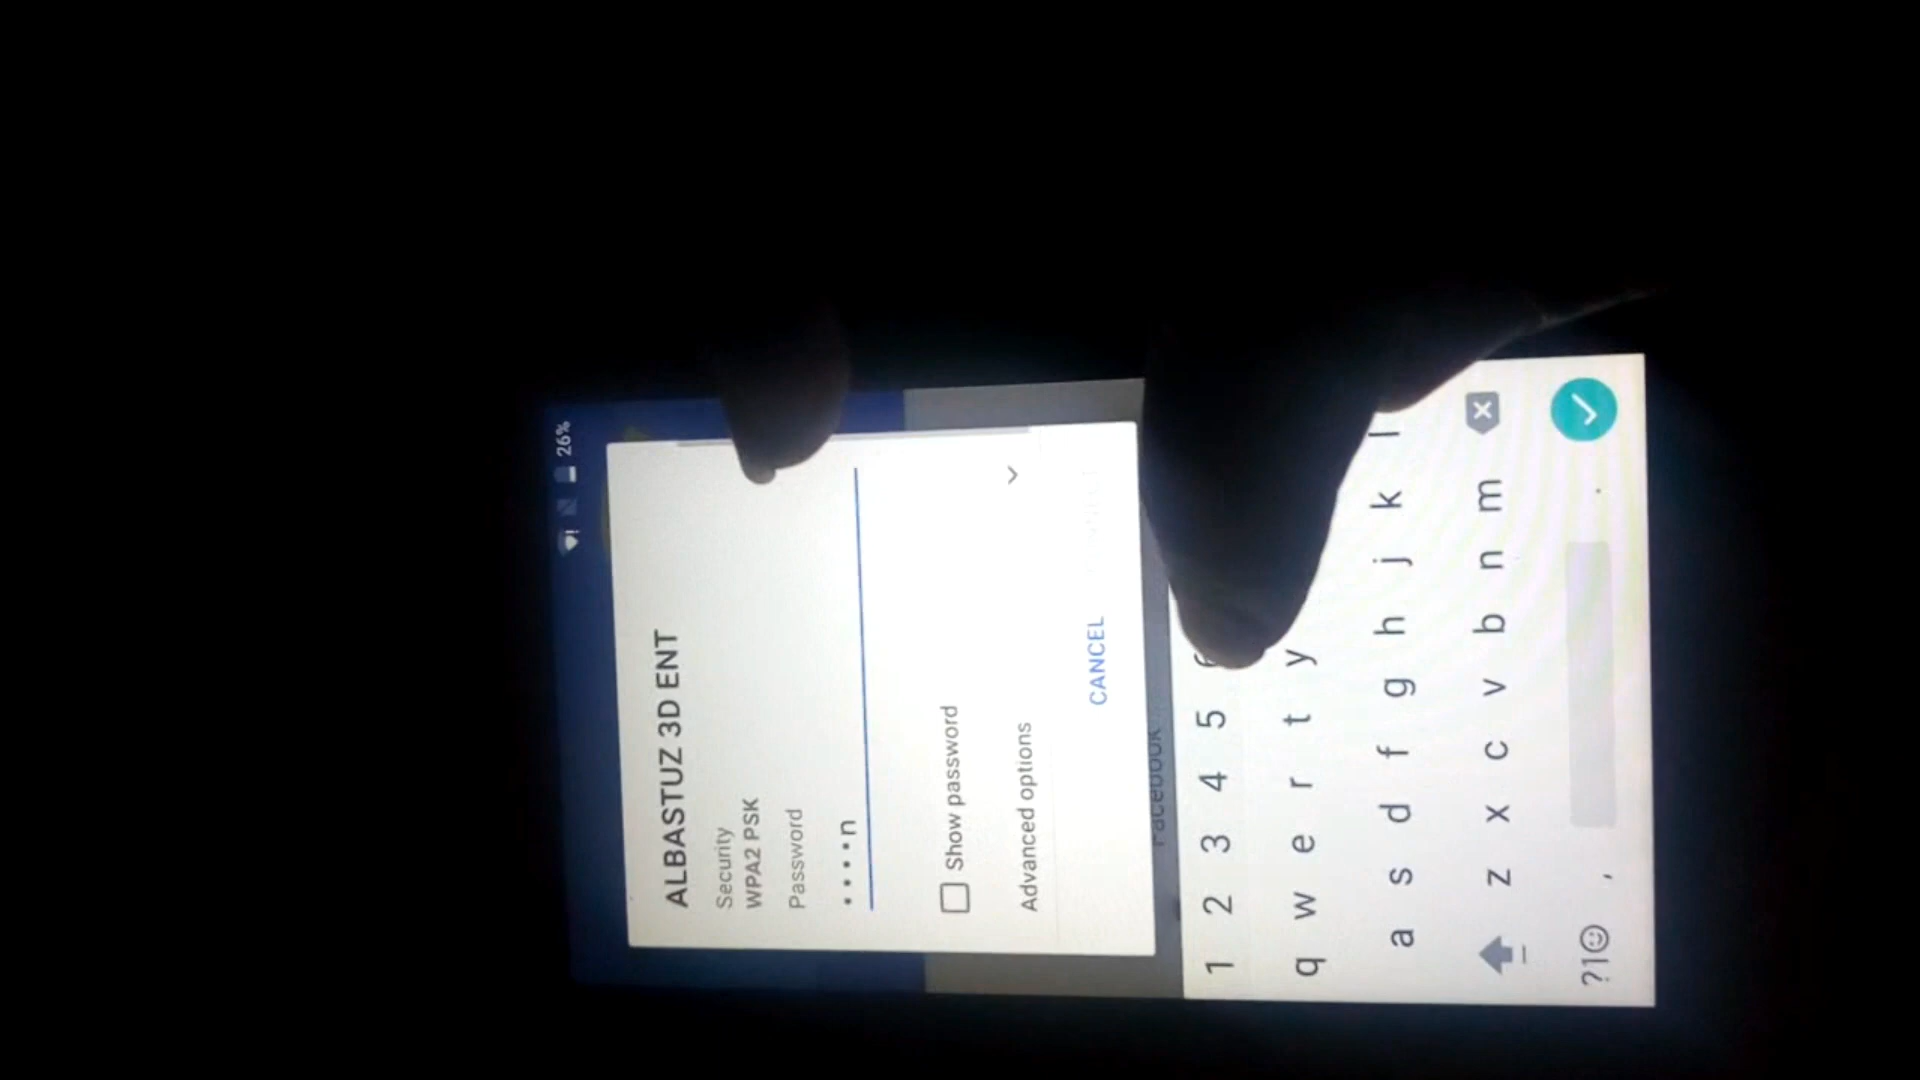 26%
ALBASTUZ 3D ENT
Security
WPA2 PSK
Password
••••n
Show password
Advanced options
CANCEL
Facebook
1 2 3 4 5
q w e r t y
a s d f g h j k l
z x c v b n m
?1☺ , .